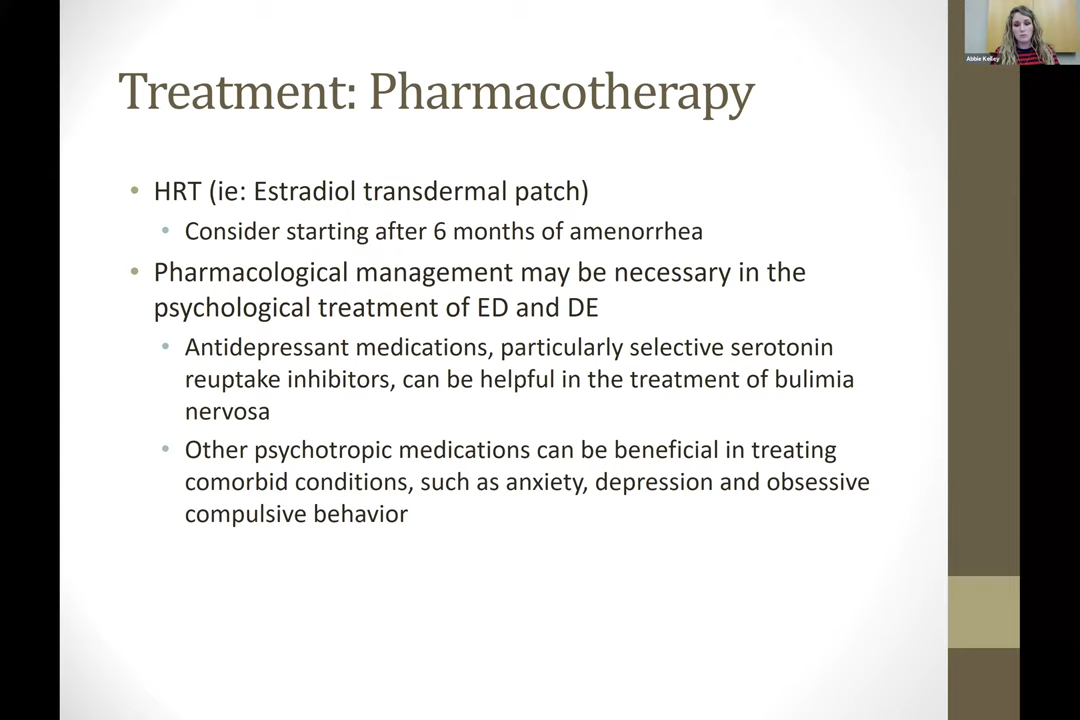 Abbie Kelley
Treatment: Pharmacotherapy
• HRT (ie: Estradiol transdermal patch)
• Consider starting after 6 months of amenorrhea
• Pharmacological management may be necessary in the
psychological treatment of ED and DE
• Antidepressant medications, particularly selective serotonin
reuptake inhibitors, can be helpful in the treatment of bulimia
nervosa
• Other psychotropic medications can be beneficial in treating
comorbid conditions, such as anxiety, depression and obsessive
compulsive behavior